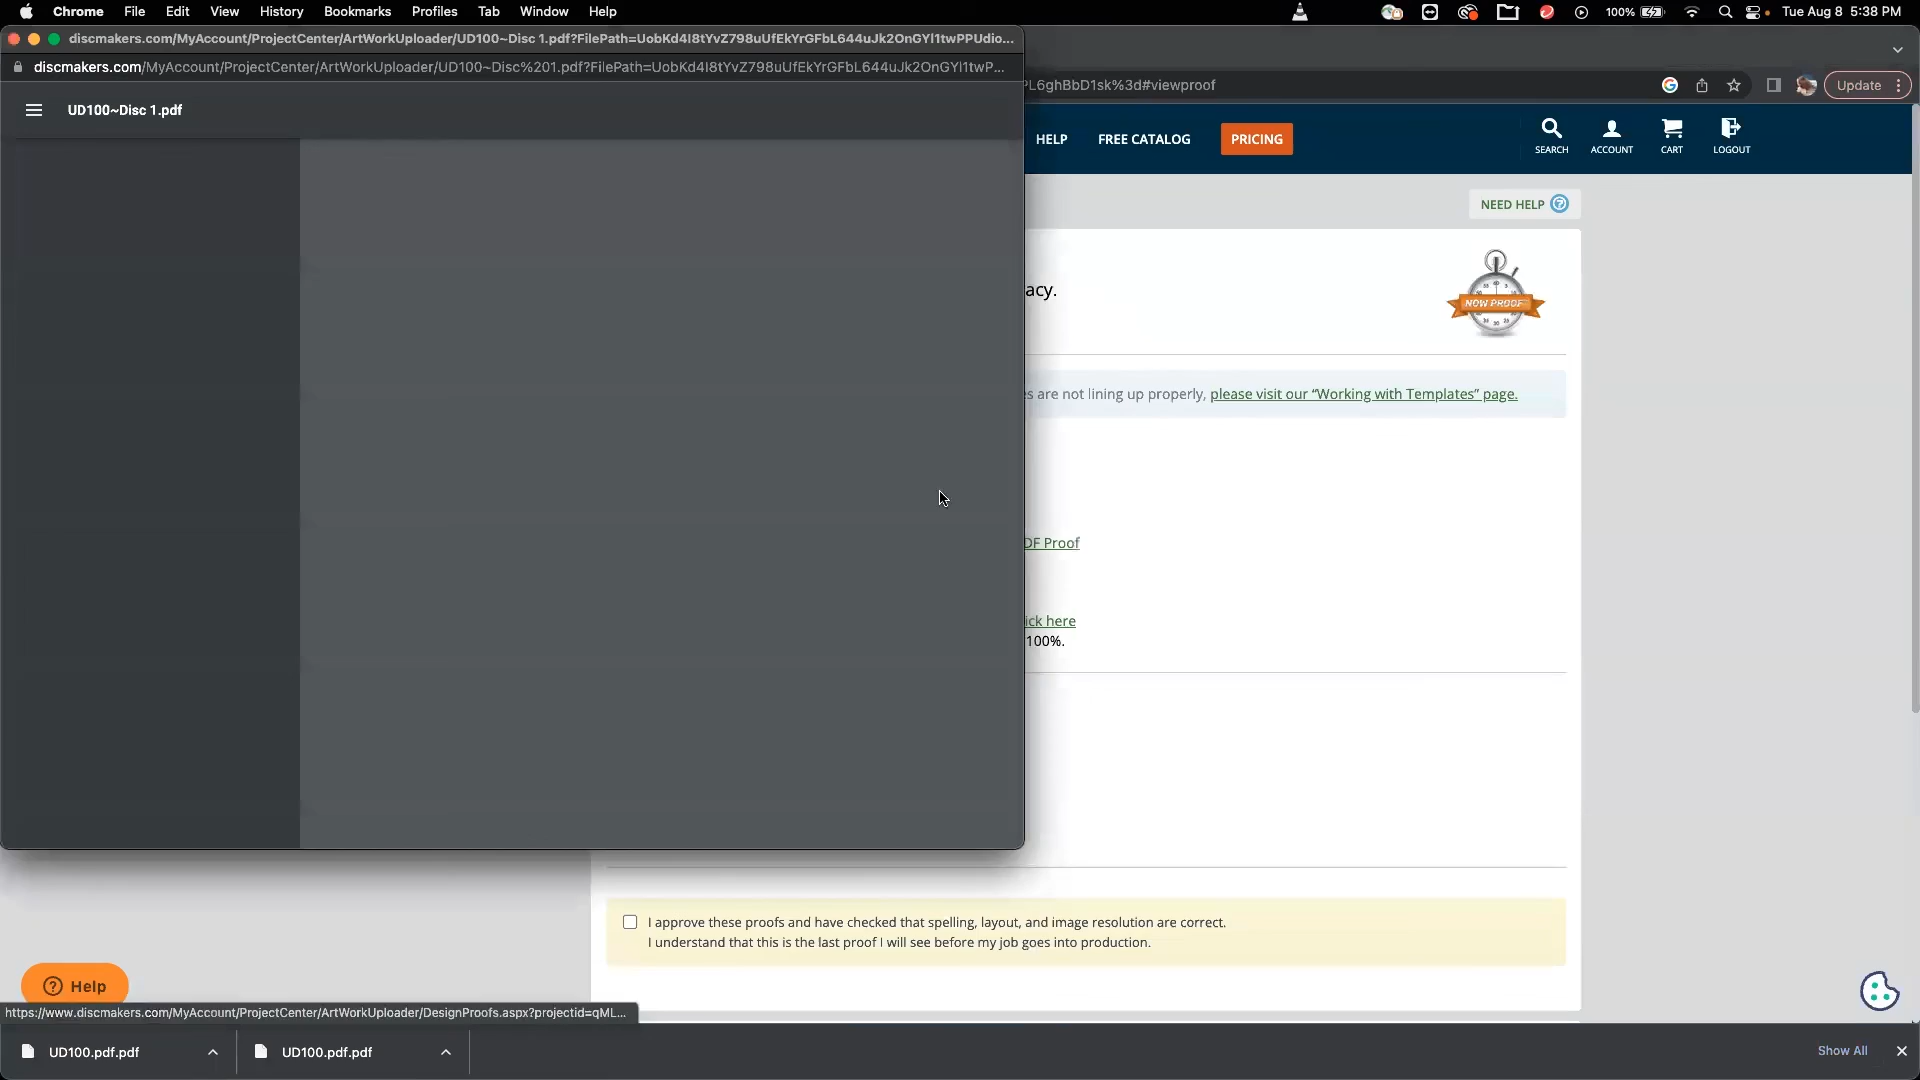 Chrome File Edit View History Bookmarks Profiles Tab Window Help 100% Tue Aug 8 5:38 PM
discmakers.com/MyAccount/ProjectCenter/ArtWorkUploader/UD100~Disc 1.pdf?FilePath=UobKd4I8tYvZ798uUfEkYrGFbL644uJk2OnGYl1twPPUdio...
discmakers.com/MyAccount/ProjectCenter/ArtWorkUploader/UD100~Disc%201.pdf?FilePath=UobKd4I8tYvZ798uUfEkYrGFbL644uJk2OnGYl1twP...
PL6ghBbD1sk%3d#viewproof
Update
UD100~Disc 1.pdf
HELP FREE CATALOG PRICING
SEARCH ACCOUNT CART LOGOUT
NEED HELP ?
acy.
NOW PROOF
es are not lining up properly, please visit our “Working with Templates” page.
DF Proof
ick here
100%.
I approve these proofs and have checked that spelling, layout, and image resolution are correct.
I understand that this is the last proof I will see before my job goes into production.
? Help
https://www.discmakers.com/MyAccount/ProjectCenter/ArtWorkUploader/DesignProofs.aspx?projectid=qML...
UD100.pdf.pdf UD100.pdf.pdf Show All